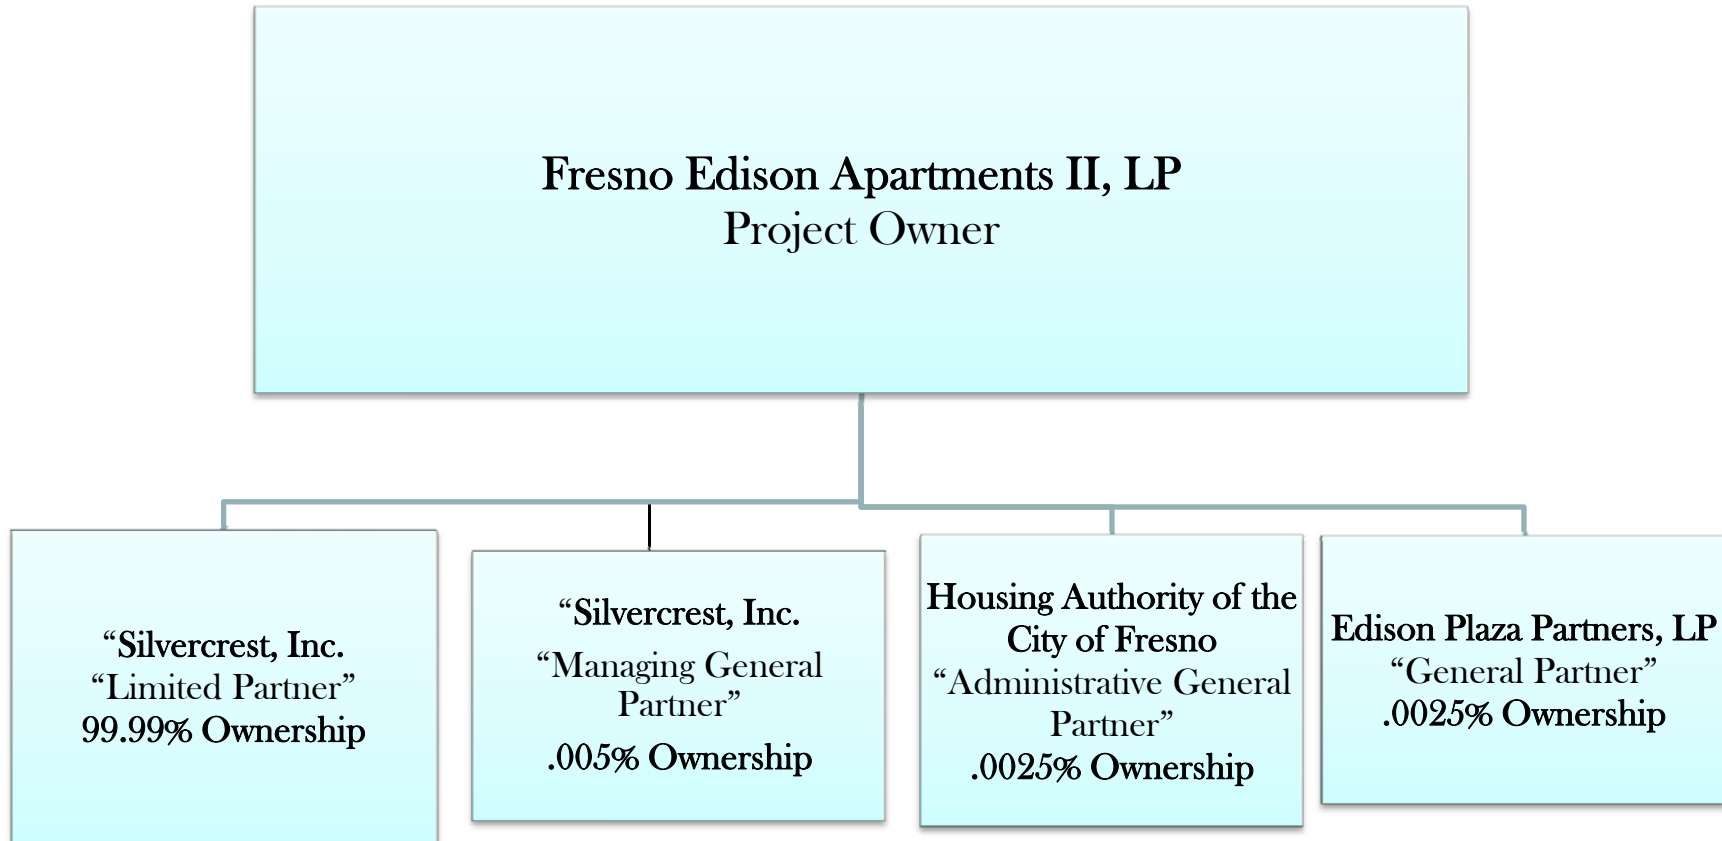 Fresno Edison Apartments II, LP
Project Owner
“Silvercrest, Inc.
“Limited Partner”
99.99% Ownership
“Silvercrest, Inc.
“Managing General
Partner”
.005% Ownership
Housing Authority of the
City of Fresno
“Administrative General
Partner”
.0025% Ownership
Edison Plaza Partners, LP
“General Partner”
.0025% Ownership